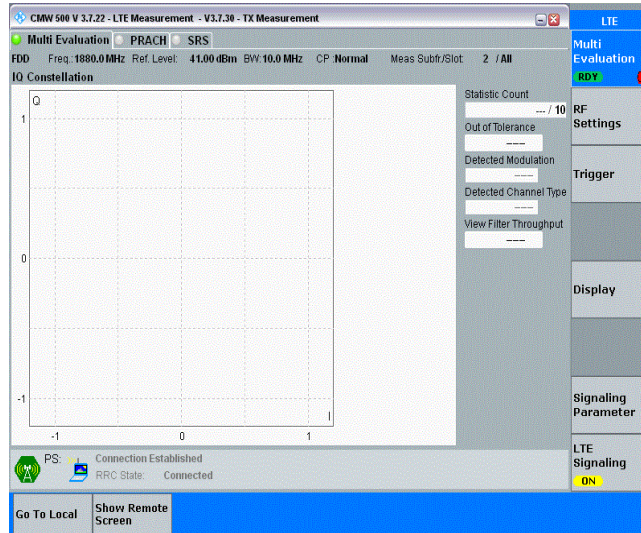 CMW 500 V 3.7.22 - LTE Measurement - V3.7.30 - TX Measurement
LTE
Multi Evaluation PRACH SRS
FDD Freq.:1880.0 MHz Ref. Level: 41.00 dBm BW:10.0 MHz CP :Normal Meas Subfr./Slot: 2 / All
IQ Constellation
Q
1
0
-1
-1 0 1
I
Statistic Count
--- / 10
Out of Tolerance
---
Detected Modulation
---
Detected Channel Type
---
View Filter Throughput
---
Multi
Evaluation
RDY
RF
Settings
Trigger
Display
Signaling
Parameter
LTE
Signaling
ON
PS: Connection Established
RRC State: Connected
Go To Local
Show Remote
Screen